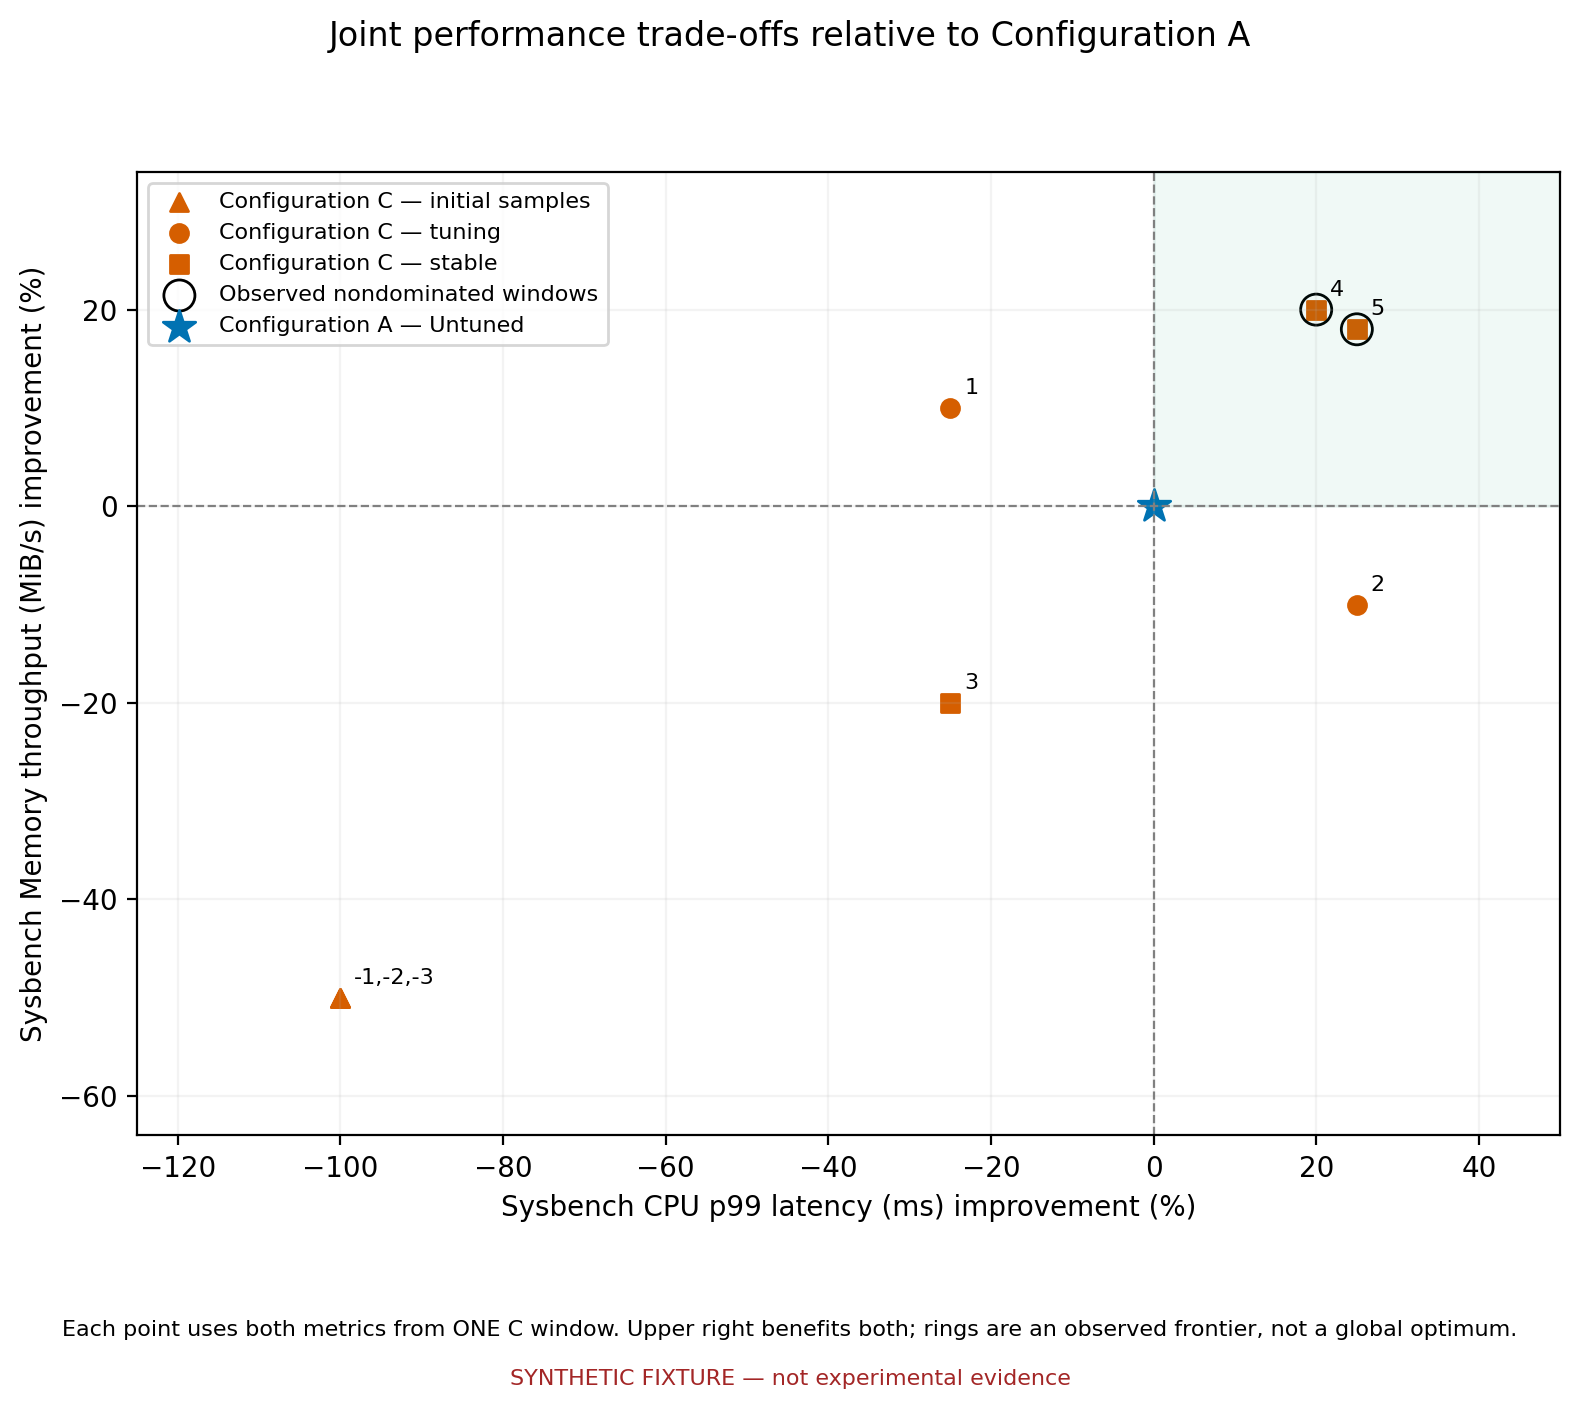 Joint performance trade-offs relative to Configuration A
Configuration C — initial samples
Configuration C — tuning
Configuration C — stable
Observed nondominated windows
Configuration A — Untuned
Sysbench Memory throughput (MiB/s) improvement (%)
20
0
−20
−40
−60
4
5
1
2
3
-1,-2,-3
−120
−100
−80
−60
−40
−20
0
20
40
Sysbench CPU p99 latency (ms) improvement (%)
Each point uses both metrics from ONE C window. Upper right benefits both; rings are an observed frontier, not a global optimum.
SYNTHETIC FIXTURE — not experimental evidence